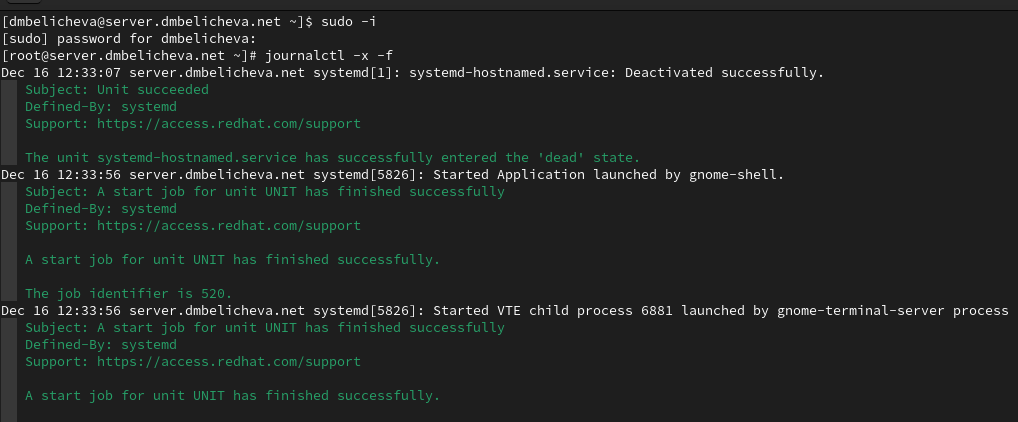 [dmbelicheva@server.dmbelicheva.net ~]$ sudo -i
[sudo] password for dmbelicheva:
[root@server.dmbelicheva.net ~]# journalctl -x -f
Dec 16 12:33:07 server.dmbelicheva.net systemd[1]: systemd-hostnamed.service: Deactivated successfully.
Subject: Unit succeeded
Defined-By: systemd
Support: https://access.redhat.com/support
The unit systemd-hostnamed.service has successfully entered the 'dead' state.
Dec 16 12:33:56 server.dmbelicheva.net systemd[5826]: Started Application launched by gnome-shell.
Subject: A start job for unit UNIT has finished successfully
Defined-By: systemd
Support: https://access.redhat.com/support
A start job for unit UNIT has finished successfully.
The job identifier is 520.
Dec 16 12:33:56 server.dmbelicheva.net systemd[5826]: Started VTE child process 6881 launched by gnome-terminal-server process
Subject: A start job for unit UNIT has finished successfully
Defined-By: systemd
Support: https://access.redhat.com/support
A start job for unit UNIT has finished successfully.